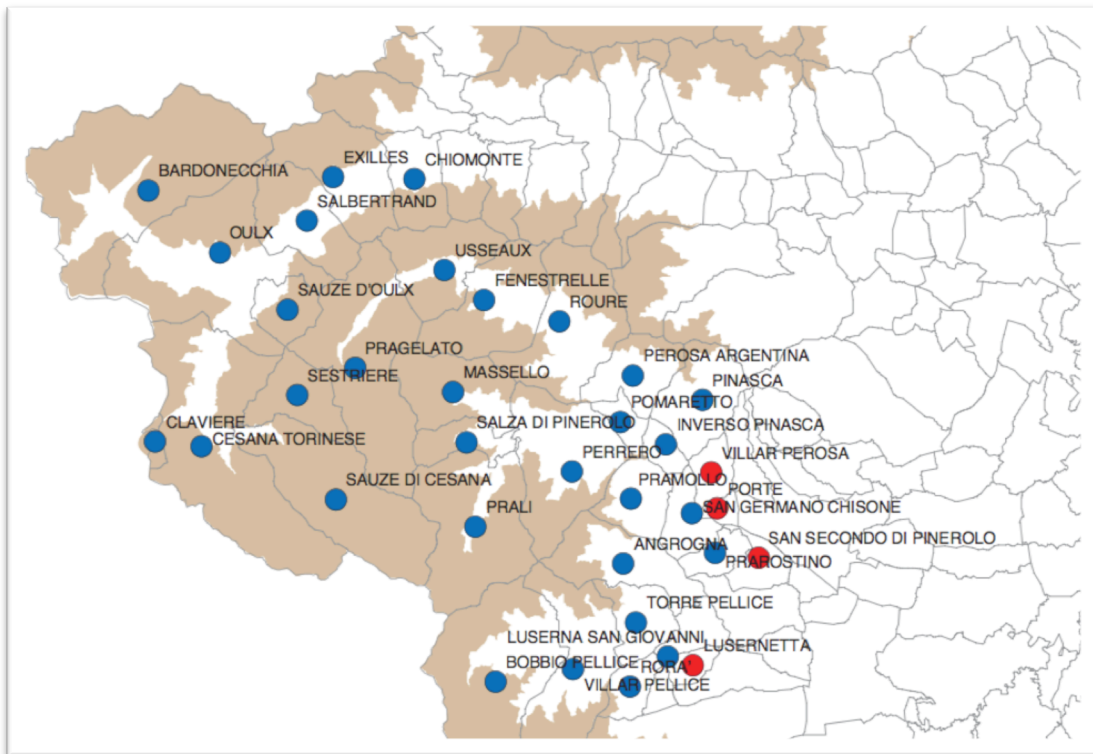 EXILLES
CHIOMONTE
BARDONECCHIA
SALBERTRAND
OULX
USSEAUX
FENESTRELLE
SAUZE D'OULX
ROURE
PRAGELATO
PEROSA ARGENTINA
SESTRIERE
MASSELLO
PINASCA
POMARETTO
CLAVIERE
SALZA DI PINEROLO
INVERSO PINASCA
CESANA TORINESE
PERRERO
VILLAR PEROSA
SAUZE DI CESANA
PRAMOLLO
PORTE
PRALI
SAN GERMANO CHISONE
ANGROGNA
SAN SECONDO DI PINEROLO
PRAROSTINO
TORRE PELLICE
LUSERNA SAN GIOVANNI
LUSERNETTA
BOBBIO PELLICE
RORA'
VILLAR PELLICE